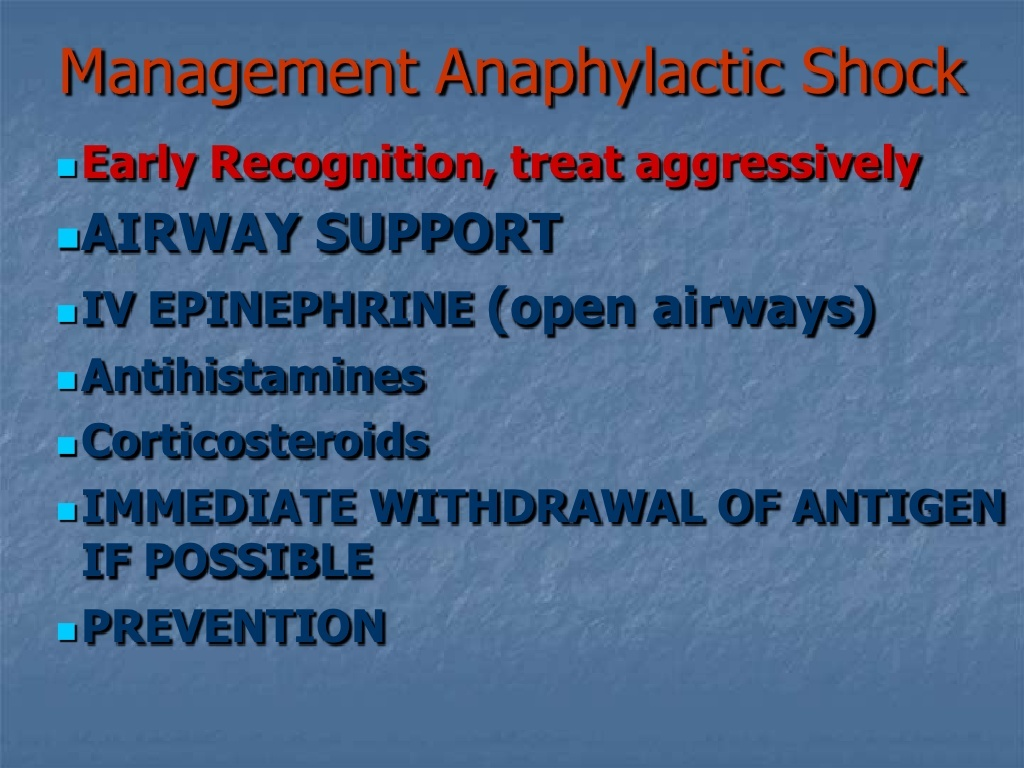 Management Anaphylactic Shock
Early Recognition, treat aggressively
AIRWAY SUPPORT
IV EPINEPHRINE (open airways)
Antihistamines
Corticosteroids
IMMEDIATE WITHDRAWAL OF ANTIGEN
IF POSSIBLE
PREVENTION